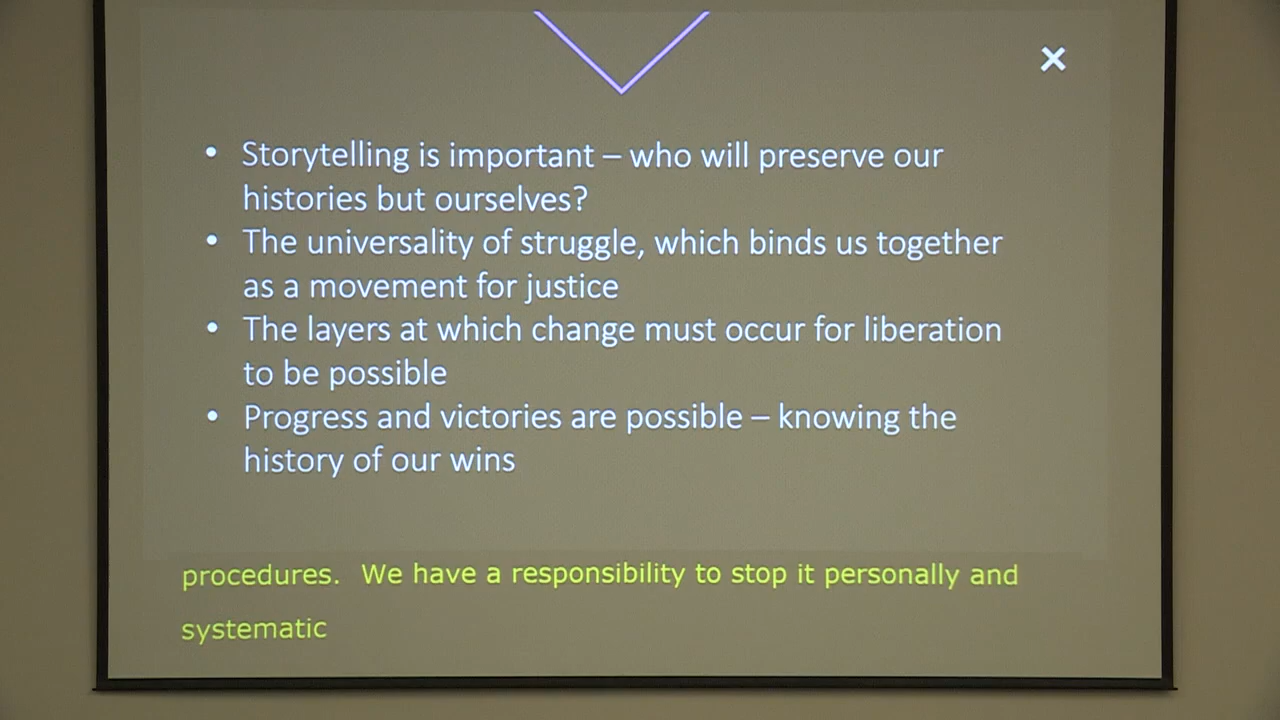 • Storytelling is important – who will preserve our
histories but ourselves?
• The universality of struggle, which binds us together
as a movement for justice
• The layers at which change must occur for liberation
to be possible
• Progress and victories are possible – knowing the
history of our wins
procedures.  We have a responsibility to stop it personally and
systematic